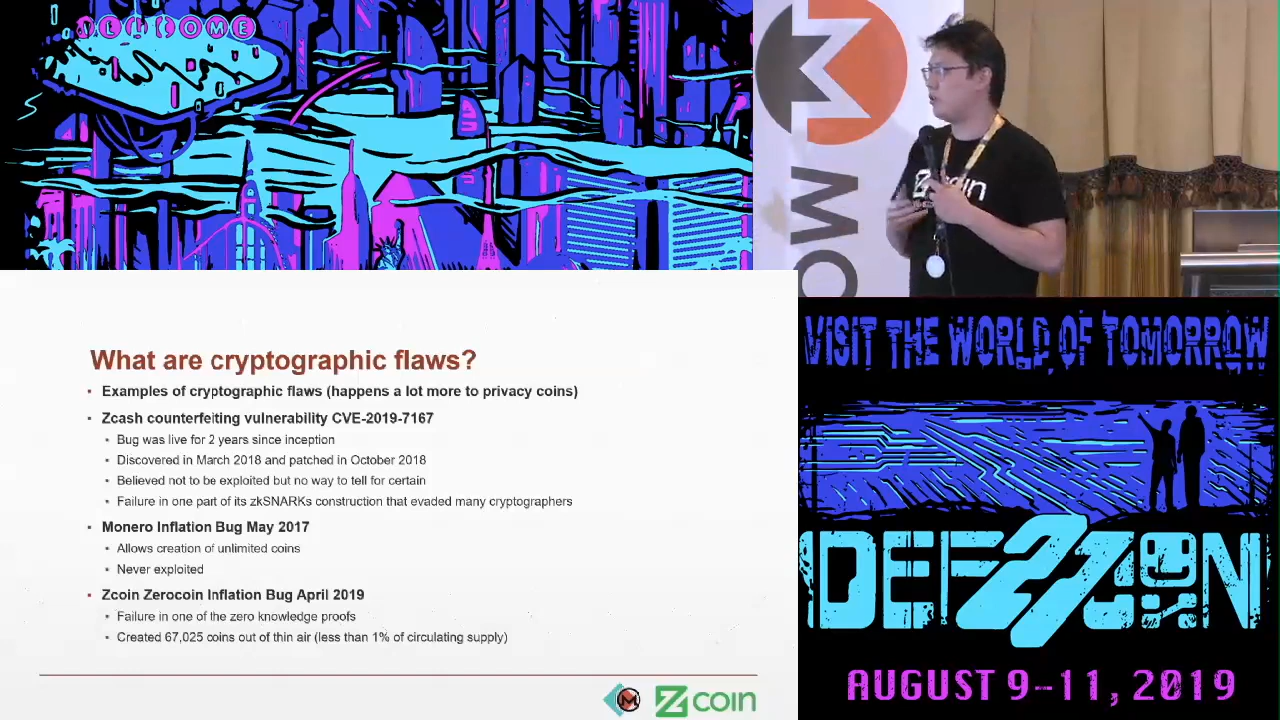 WELCOME
MO
Zcoin
What are cryptographic flaws?
• Examples of cryptographic flaws (happens a lot more to privacy coins)
• Zcash counterfeiting vulnerability CVE-2019-7167
• Bug was live for 2 years since inception
• Discovered in March 2018 and patched in October 2018
• Believed not to be exploited but no way to tell for certain
• Failure in one part of its zkSNARKs construction that evaded many cryptographers
• Monero Inflation Bug May 2017
• Allows creation of unlimited coins
• Never exploited
• Zcoin Zerocoin Inflation Bug April 2019
• Failure in one of the zero knowledge proofs
• Created 67,025 coins out of thin air (less than 1% of circulating supply)
Zcoin
VISIT THE WORLD OF TOMORROW
DEF27CON
AUGUST 9-11, 2019